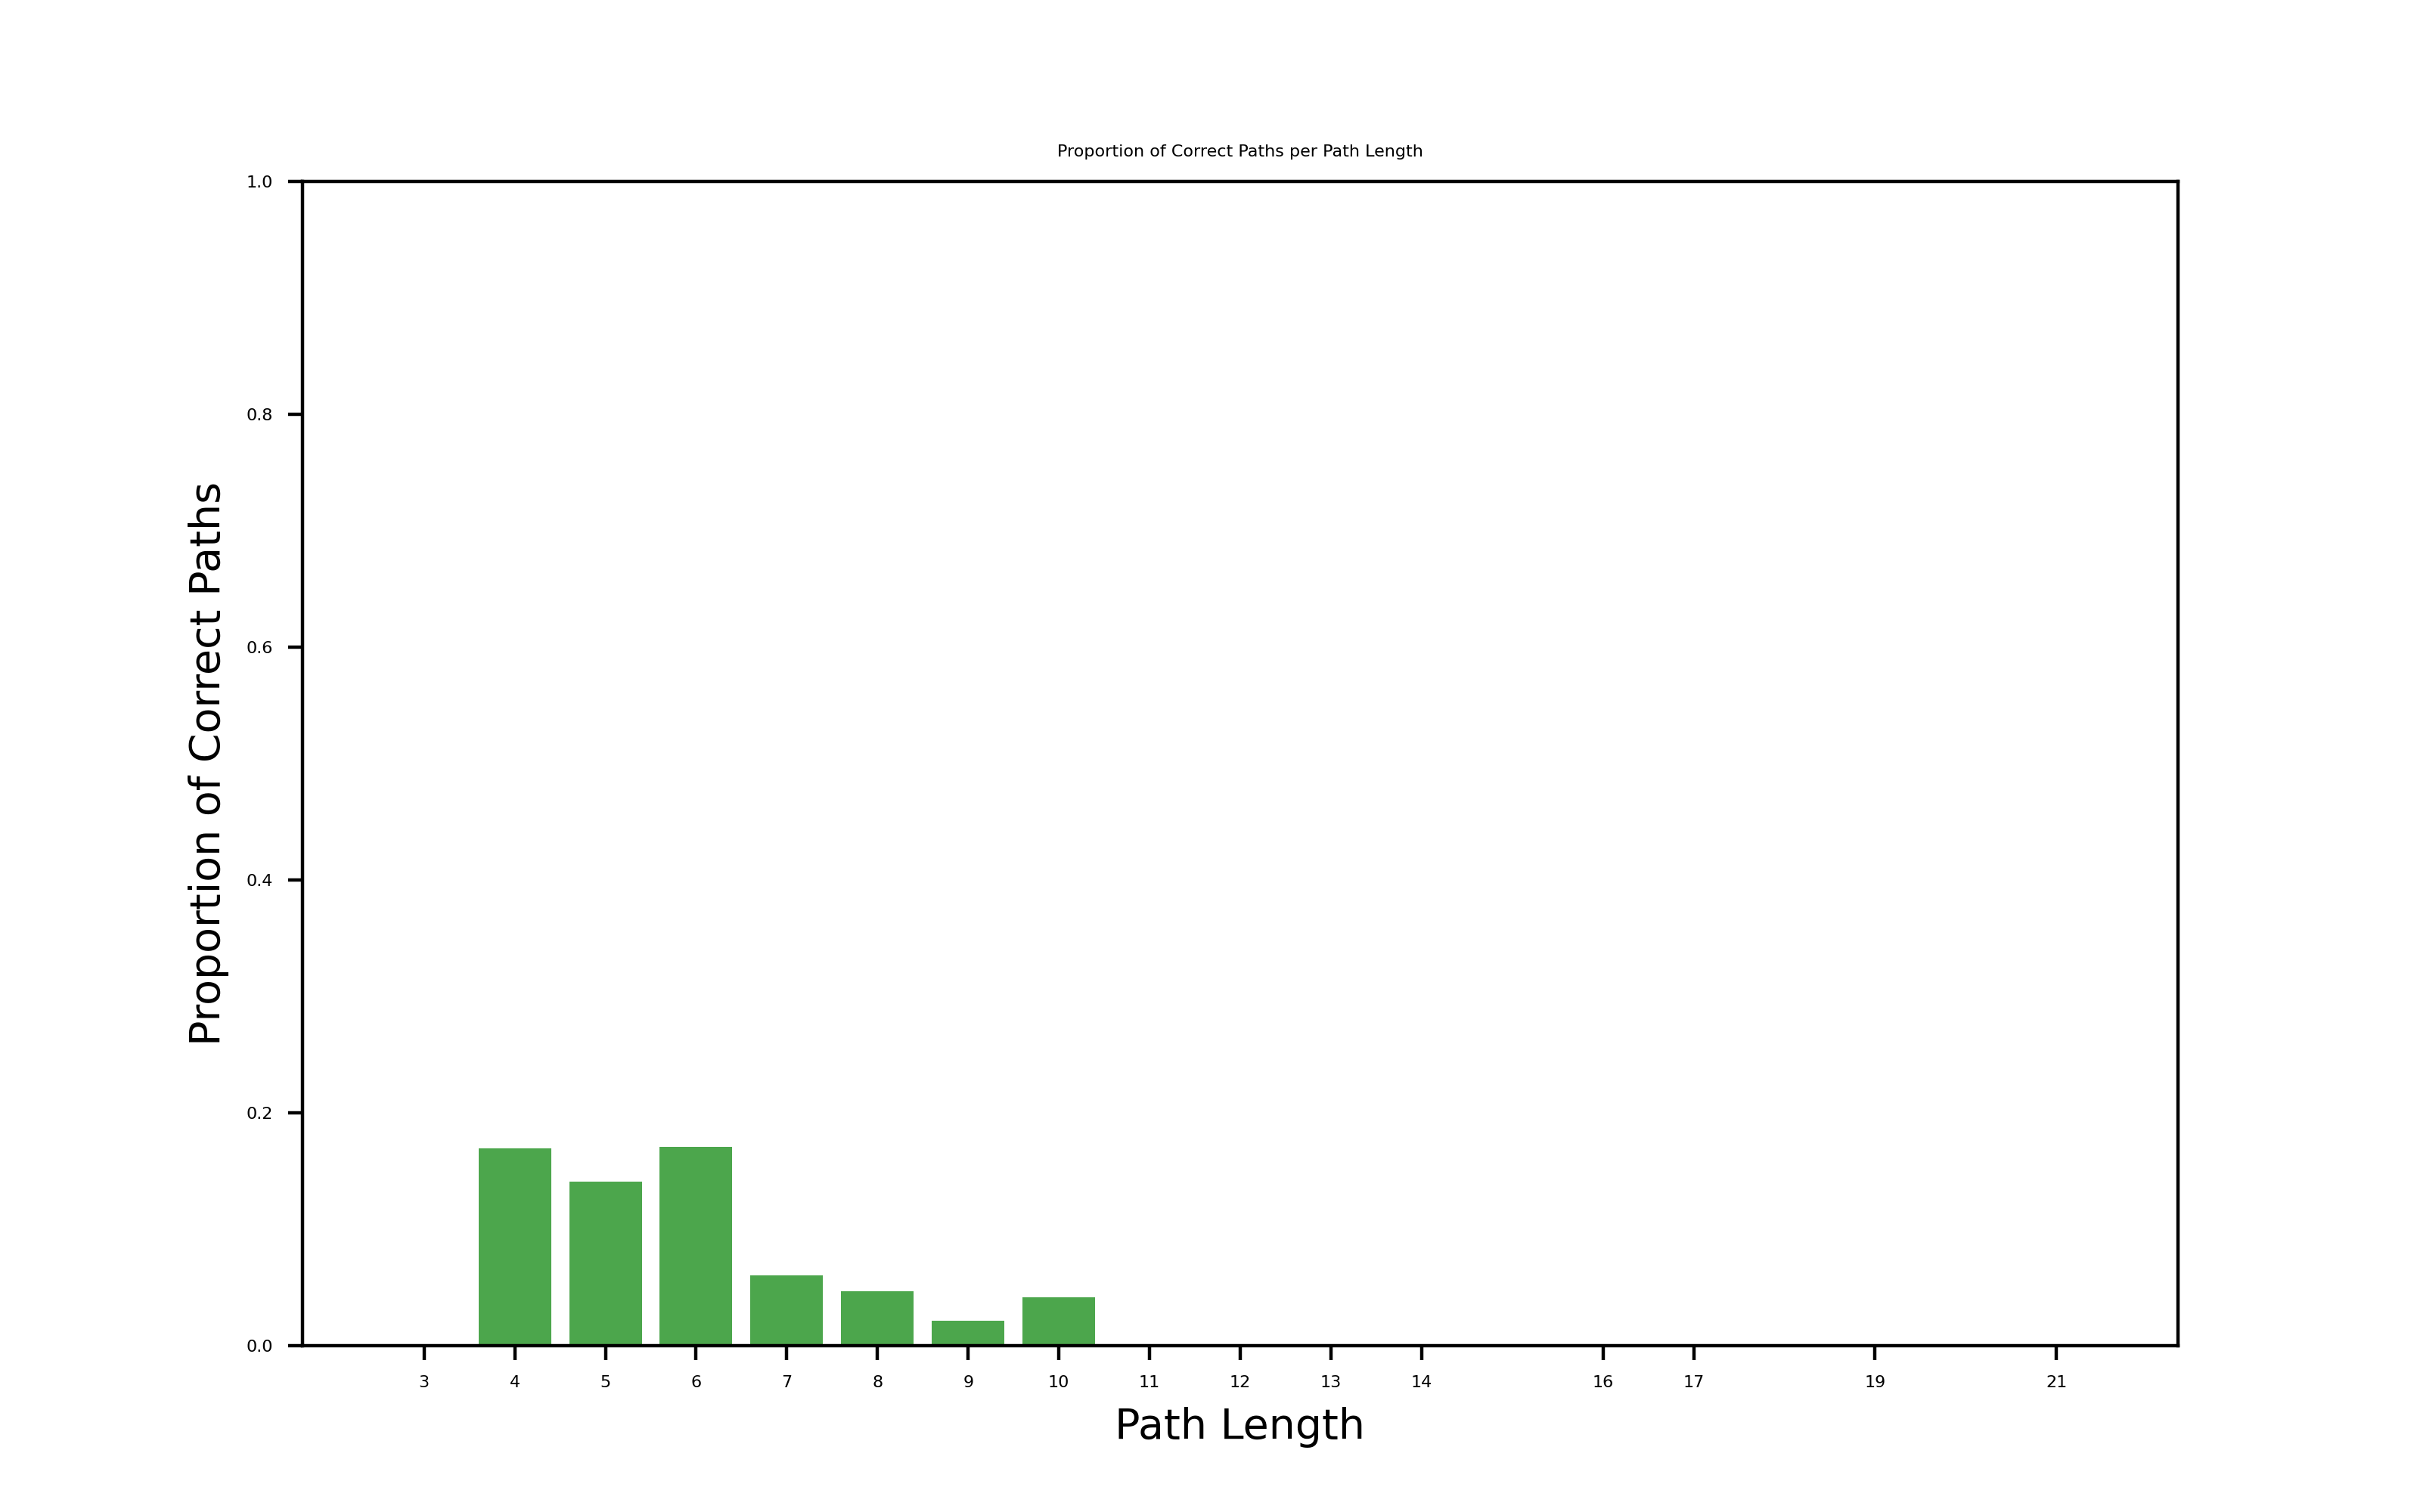 Proportion of Correct Paths per Path Length
1.0
0.8
0.6
0.4
0.2
0.0
Proportion of Correct Paths
3 4 5 6 7 8 9 10 11 12 13 14 16 17 19 21
Path Length